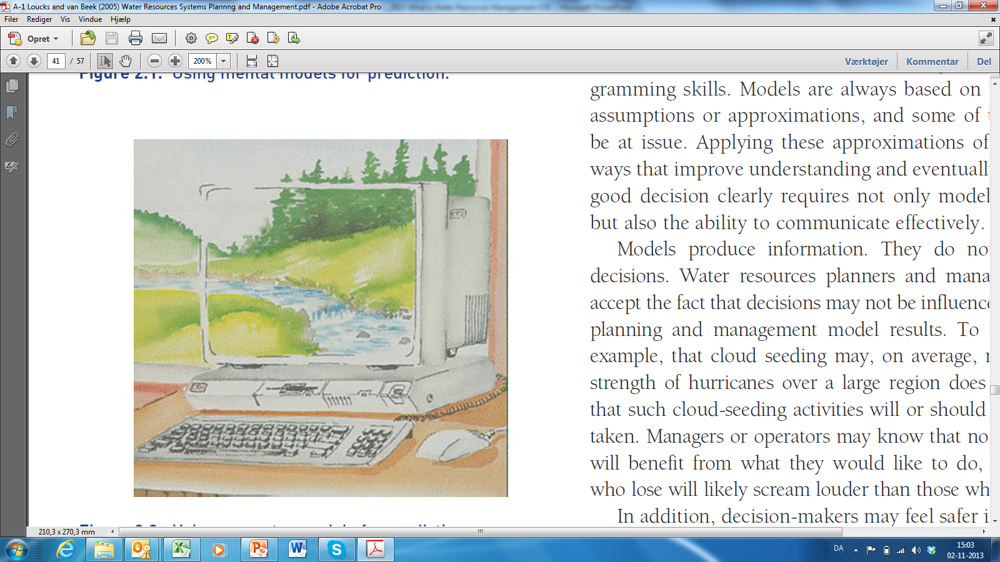 A-1 Loucks and van Beek (2005) Water Resources Systems Plannng and Management.pdf - Adobe Acrobat Pro
Filer Rediger Vis Vindue Hjælp
Opret
41 / 57 200% Værktøjer Kommentar Del
Figure 2.1. Using mental models for prediction.
gramming skills. Models are always based on
assumptions or approximations, and some of
be at issue. Applying these approximations of
ways that improve understanding and eventuall
good decision clearly requires not only model
but also the ability to communicate effectively.
Models produce information. They do no
decisions. Water resources planners and mana
accept the fact that decisions may not be influence
planning and management model results. To
example, that cloud seeding may, on average, r
strength of hurricanes over a large region does
that such cloud-seeding activities will or should
taken. Managers or operators may know that no
will benefit from what they would like to do,
who lose will likely scream louder than those wh
In addition, decision-makers may feel safer i
210,3 x 270,3 mm
DA 15:03
02-11-2013